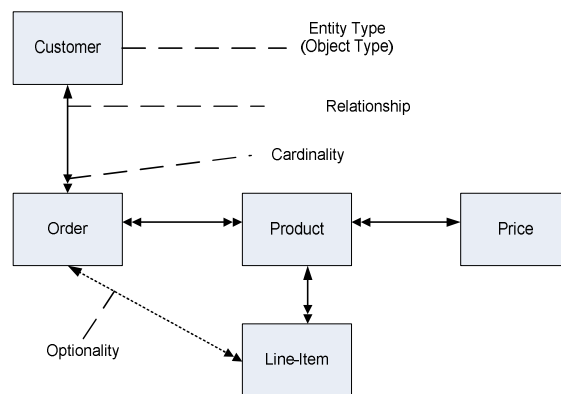 Customer
Entity Type
(Object Type)
Relationship
Cardinality
Order
Product
Price
Optionality
Line-Item